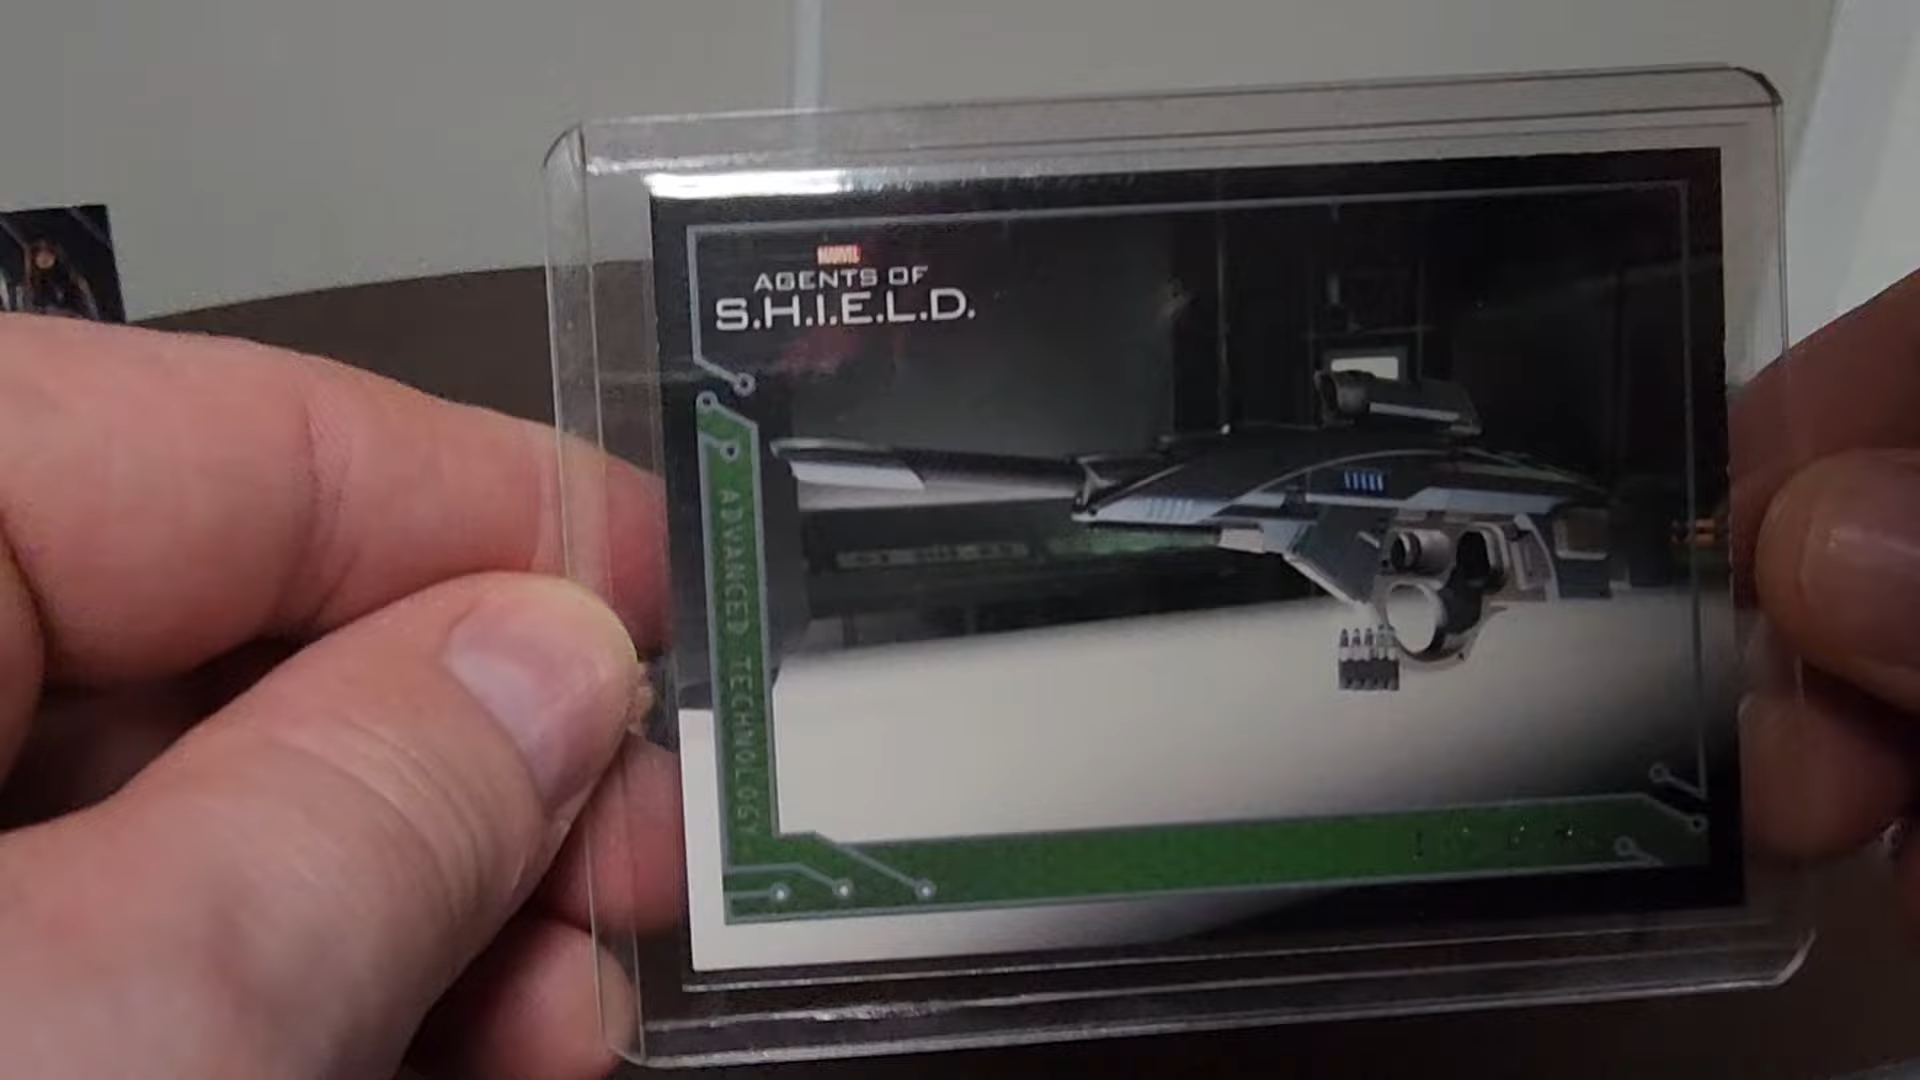 MARVEL
AGENTS OF
S.H.I.E.L.D.
ADVANCED TECHNOLOGY